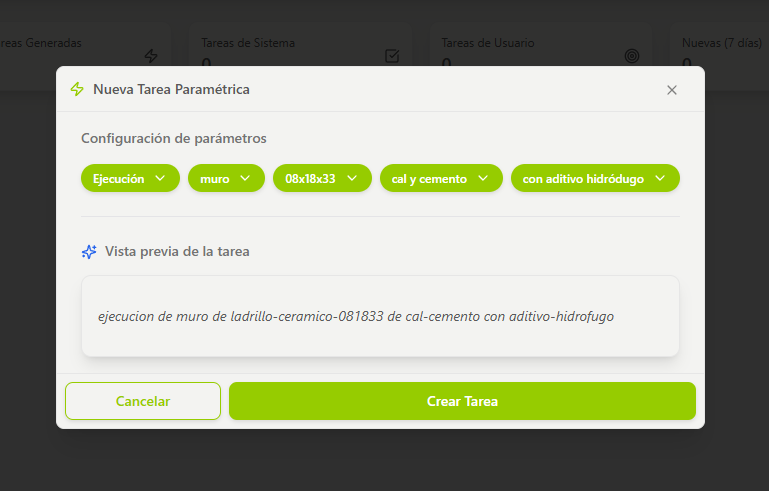 reas Generadas
Tareas de Sistema
0
Tareas de Usuario
0
Nuevas (7 días)
0
Nueva Tarea Paramétrica
Configuración de parámetros
Ejecución
muro
08x18x33
cal y cemento
con aditivo hidródugo
Vista previa de la tarea
ejecucion de muro de ladrillo-ceramico-081833 de cal-cemento con aditivo-hidrofugo
Cancelar
Crear Tarea